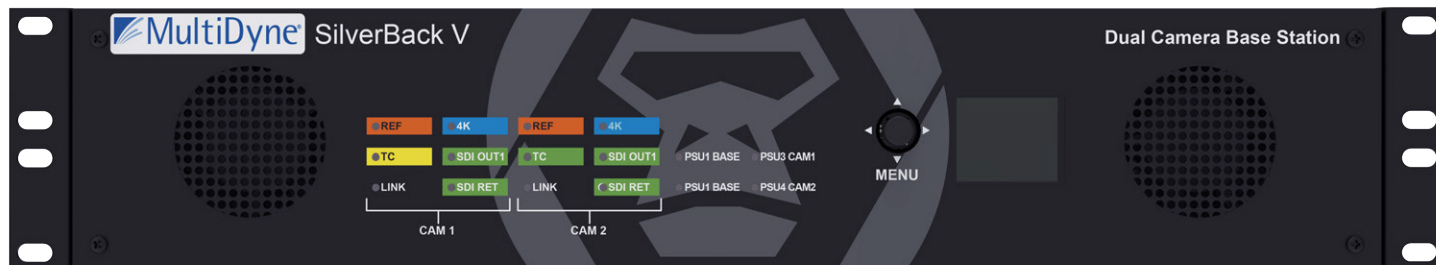 MultiDyne® SilverBack V
Dual Camera Base Station
REF 4K REF 4K
TC SDI OUT1 TC SDI OUT1 PSU1 BASE PSU3 CAM1
LINK SDI RET LINK SDI RET PSU1 BASE PSU4 CAM2
CAM 1 CAM 2
MENU